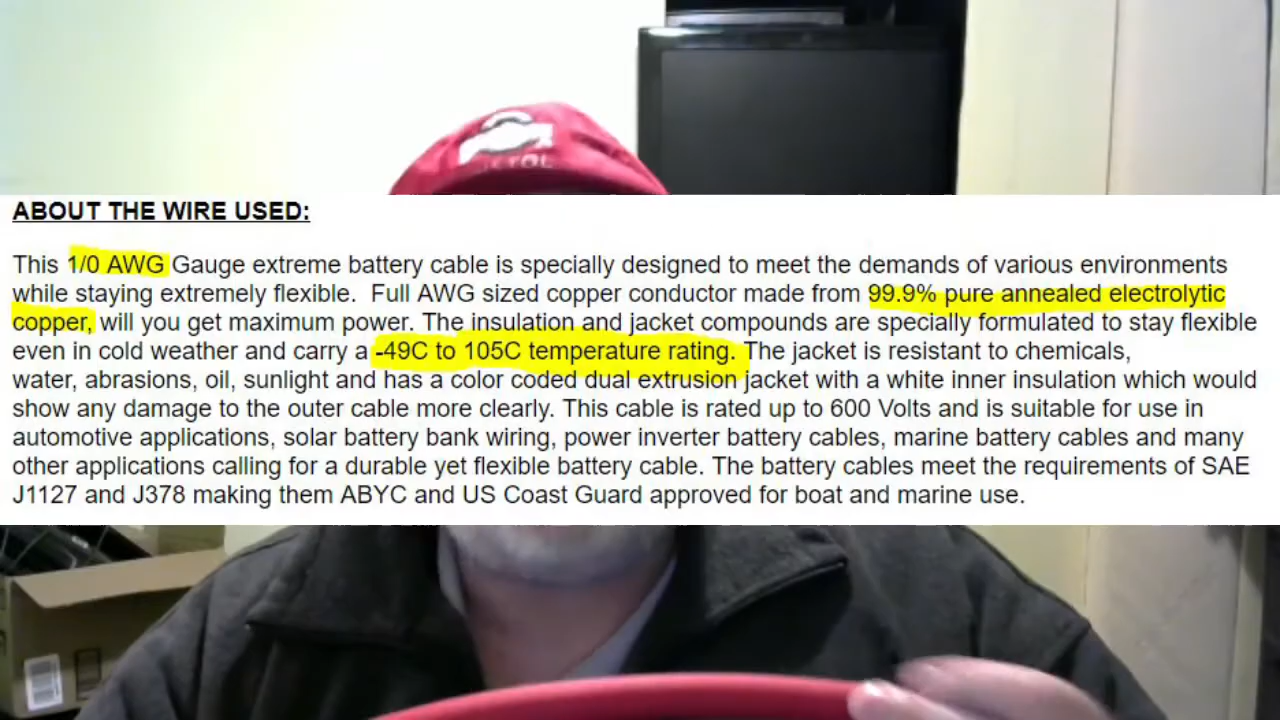 ABOUT THE WIRE USED:
This 1/0 AWG Gauge extreme battery cable is specially designed to meet the demands of various environments
while staying extremely flexible. Full AWG sized copper conductor made from 99.9% pure annealed electrolytic
copper, will you get maximum power. The insulation and jacket compounds are specially formulated to stay flexible
even in cold weather and carry a -49C to 105C temperature rating. The jacket is resistant to chemicals,
water, abrasions, oil, sunlight and has a color coded dual extrusion jacket with a white inner insulation which would
show any damage to the outer cable more clearly. This cable is rated up to 600 Volts and is suitable for use in
automotive applications, solar battery bank wiring, power inverter battery cables, marine battery cables and many
other applications calling for a durable yet flexible battery cable. The battery cables meet the requirements of SAE
J1127 and J378 making them ABYC and US Coast Guard approved for boat and marine use.